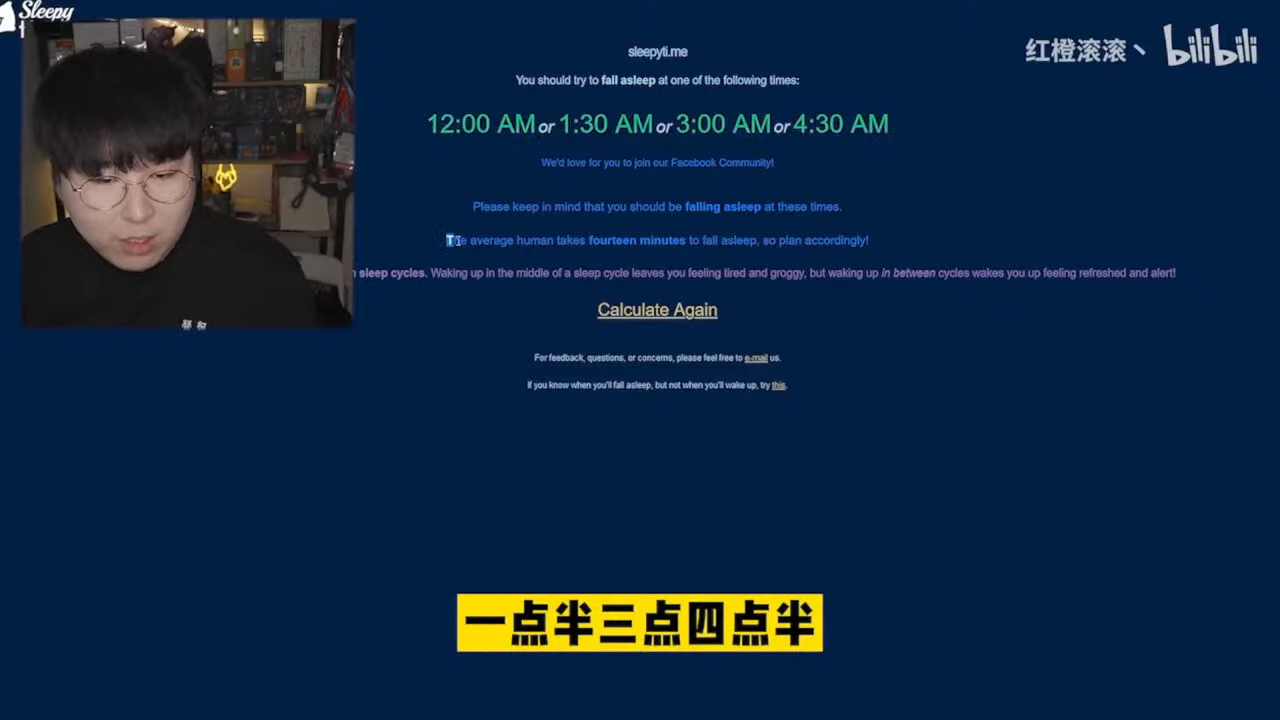 Sleepy
红橙滚滚丶 bilibili
sleepyti.me
You should try to fall asleep at one of the following times:
12:00 AM or 1:30 AM or 3:00 AM or 4:30 AM
We'd love for you to join our Facebook Community!
Please keep in mind that you should be falling asleep at these times.
The average human takes fourteen minutes to fall asleep, so plan accordingly!
sleep cycles. Waking up in the middle of a sleep cycle leaves you feeling tired and groggy, but waking up in between cycles wakes you up feeling refreshed and alert!
Calculate Again
For feedback, questions, or concerns, please feel free to e-mail us.
If you know when you'll fall asleep, but not when you'll wake up, try this.
一点半三点四点半